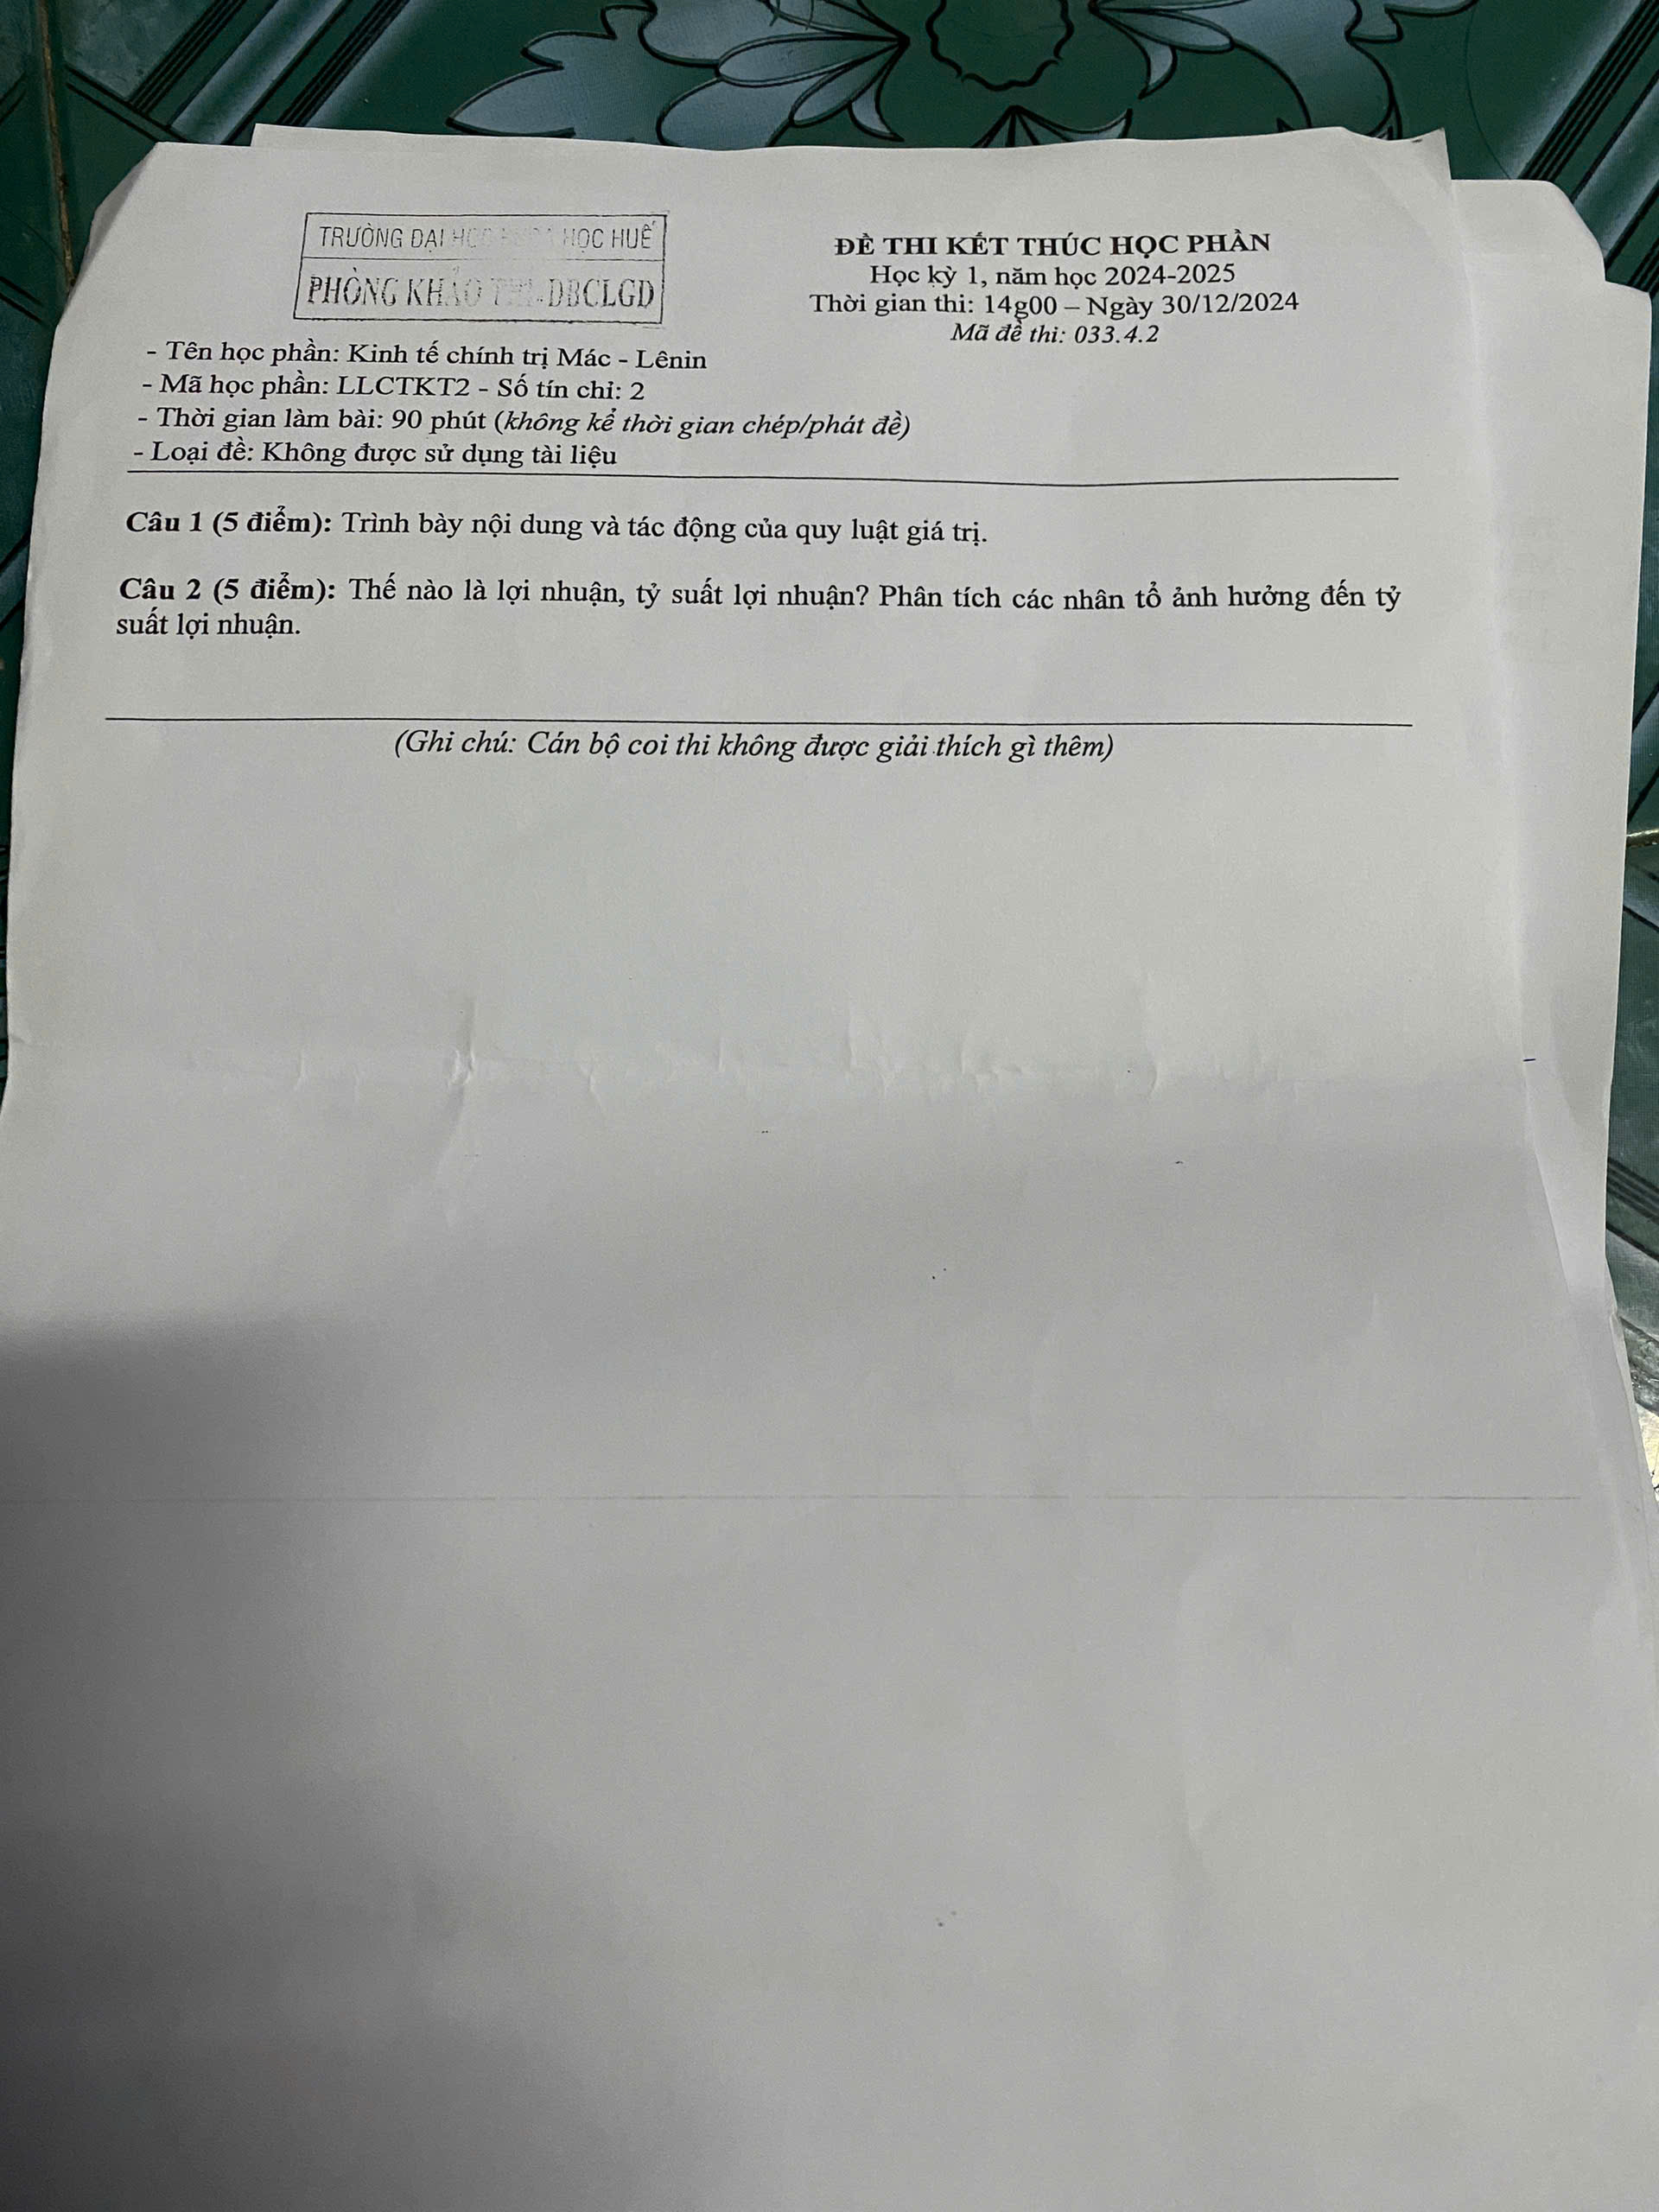 TRƯỜNG ĐẠI HỌC HỌC HUẾ
PHÒNG KHẢO THÍ-ĐBCLGD
ĐỀ THI KẾT THÚC HỌC PHẦN
Học kỳ 1, năm học 2024-2025
Thời gian thi: 14g00 – Ngày 30/12/2024
Mã đề thi: 033.4.2
- Tên học phần: Kinh tế chính trị Mác - Lênin
- Mã học phần: LLCTKT2 - Số tín chỉ: 2
- Thời gian làm bài: 90 phút (không kể thời gian chép/phát đề)
- Loại đề: Không được sử dụng tài liệu
Câu 1 (5 điểm): Trình bày nội dung và tác động của quy luật giá trị.
Câu 2 (5 điểm): Thế nào là lợi nhuận, tỷ suất lợi nhuận? Phân tích các nhân tổ ảnh hưởng đến tỷ
suất lợi nhuận.
(Ghi chú: Cán bộ coi thi không được giải thích gì thêm)